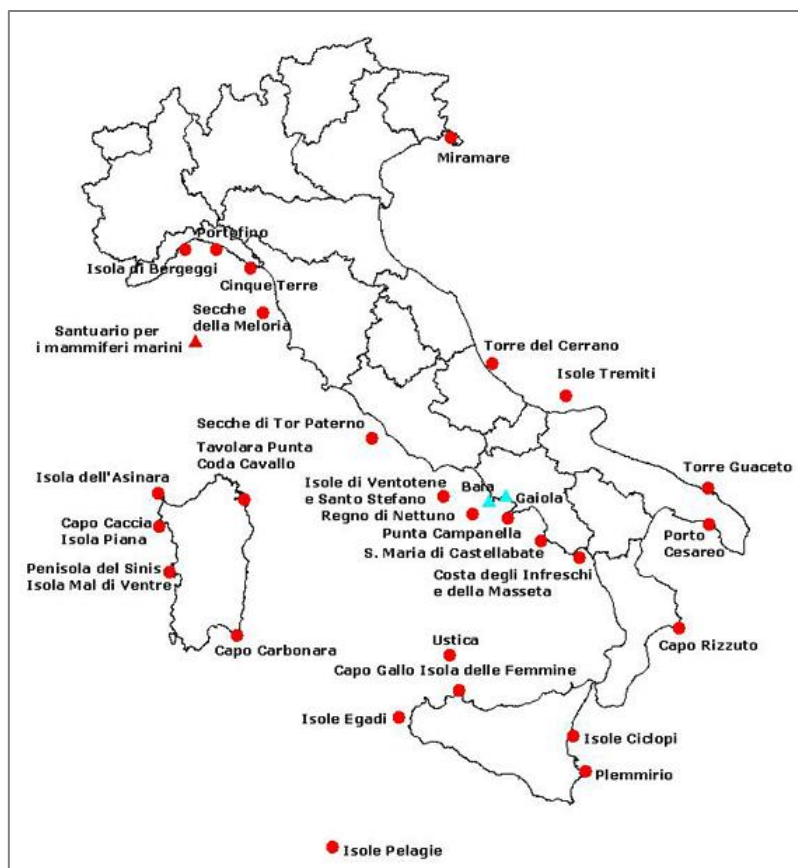 Miramare
Portofino
Isola di Bergeggi
Cinque Terre
Secche
della Meloria
Santuario per
i mammiferi marini
Torre del Cerrano
Isole Tremiti
Secche di Tor Paterno
Tavolara Punta
Coda Cavallo
Isola dell'Asinara
Isole di Ventotene
e Santo Stefano
Baia
Gaiola
Torre Guaceto
Regno di Nettuno
Capo Caccia
Isola Piana
Punta Campanella
Porto
Cesareo
S. Maria di Castellabate
Penisola del Sinis
Isola Mal di Ventre
Costa degli Infreschi
e della Masseta
Capo Carbonara
Ustica
Capo Rizzuto
Capo Gallo Isola delle Femmine
Isole Egadi
Isole Ciclopi
Plemmirio
Isole Pelagie